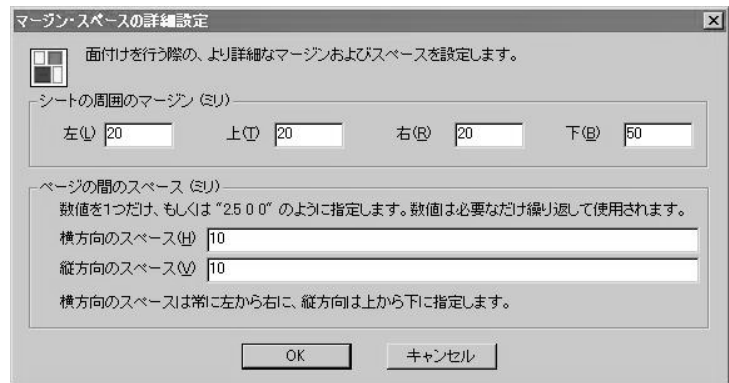 マージン・スペースの詳細設定
面付けを行う際の、より詳細なマージンおよびスペースを設定します。
シートの周囲のマージン (ミリ)
左(L) 20 上(T) 20 右(R) 20 下(B) 50
ページの間のスペース (ミリ)
数値を1つだけ、もしくは "2.5 0 0" のように指定します。数値は必要なだけ繰り返して使用されます。
横方向のスペース(H) 10
縦方向のスペース(V) 10
横方向のスペースは常に左から右に、縦方向は上から下に指定します。
OK キャンセル